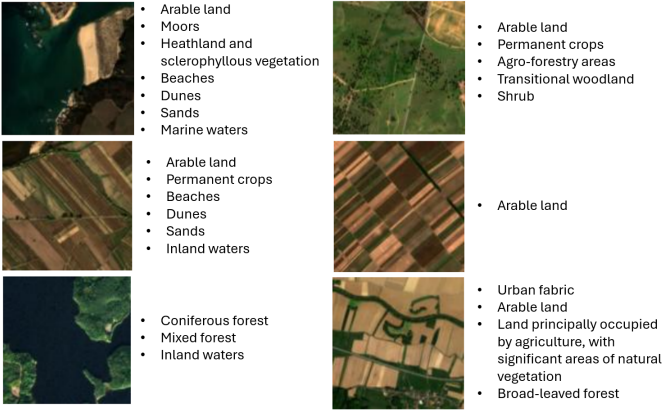 • Arable land
• Moors
• Heathland and
sclerophyllous vegetation
• Beaches
• Dunes
• Sands
• Marine waters
• Arable land
• Permanent crops
• Agro-forestry areas
• Transitional woodland
• Shrub
• Arable land
• Permanent crops
• Beaches
• Dunes
• Sands
• Inland waters
• Arable land
• Coniferous forest
• Mixed forest
• Inland waters
• Urban fabric
• Arable land
• Land principally occupied
by agriculture, with
significant areas of natural
vegetation
• Broad-leaved forest